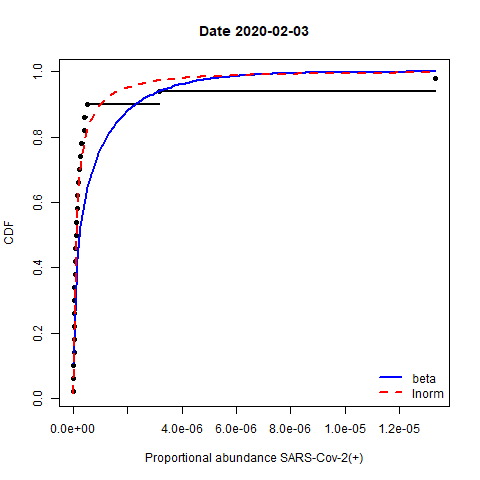 Date 2020-02-03
CDF
1.0
0.8
0.6
0.4
0.2
0.0
beta
lnorm
0.0e+00 4.0e-06 6.0e-06 8.0e-06 1.0e-05 1.2e-05
Proportional abundance SARS-Cov-2(+)